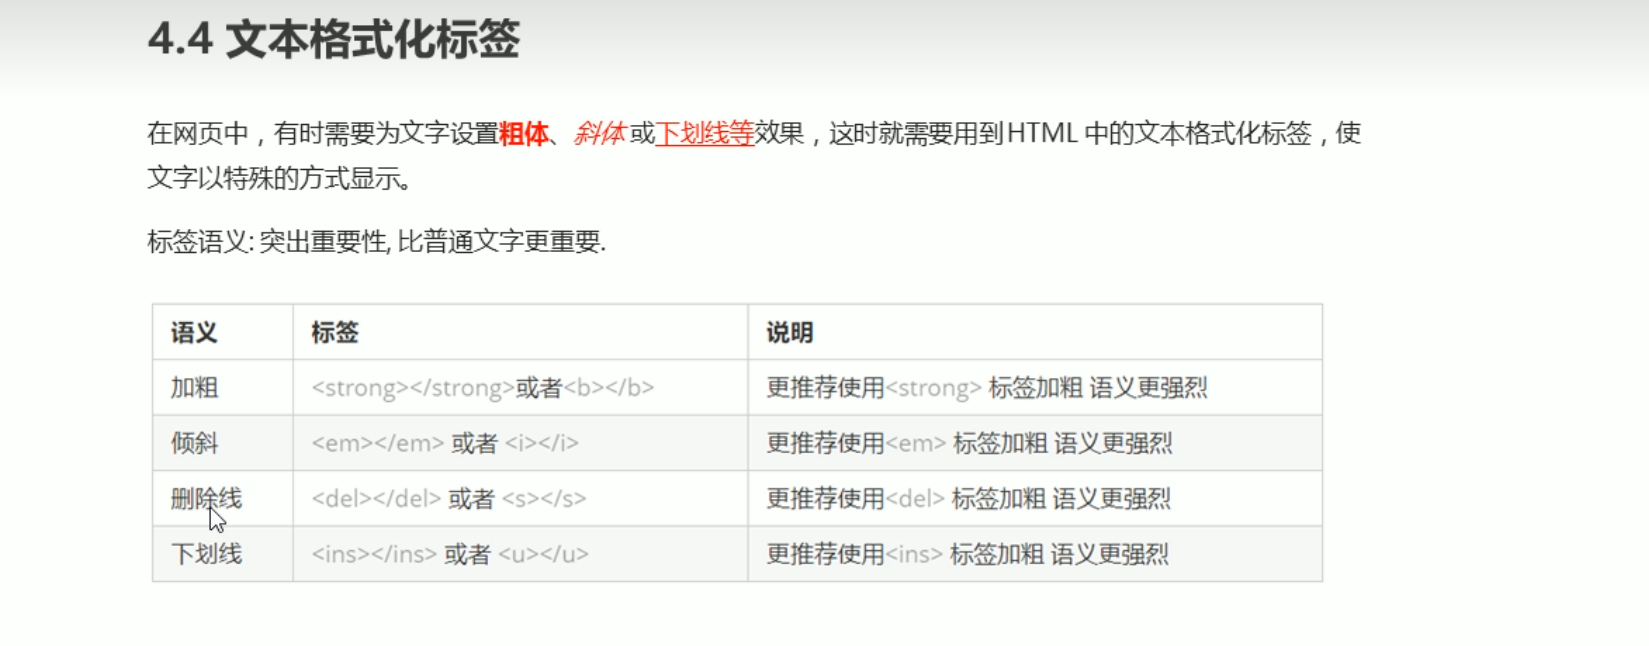 4.4 文本格式化标签
在网页中，有时需要为文字设置粗体、斜体 或下划线等效果，这时就需要用到HTML 中的文本格式化标签，使
文字以特殊的方式显示。
标签语义: 突出重要性, 比普通文字更重要.
语义 标签 说明
加粗 <strong></strong>或者<b></b> 更推荐使用<strong> 标签加粗 语义更强烈
倾斜 <em></em> 或者 <i></i> 更推荐使用<em> 标签加粗 语义更强烈
删除线 <del></del> 或者 <s></s> 更推荐使用<del> 标签加粗 语义更强烈
下划线 <ins></ins> 或者 <u></u> 更推荐使用<ins> 标签加粗 语义更强烈